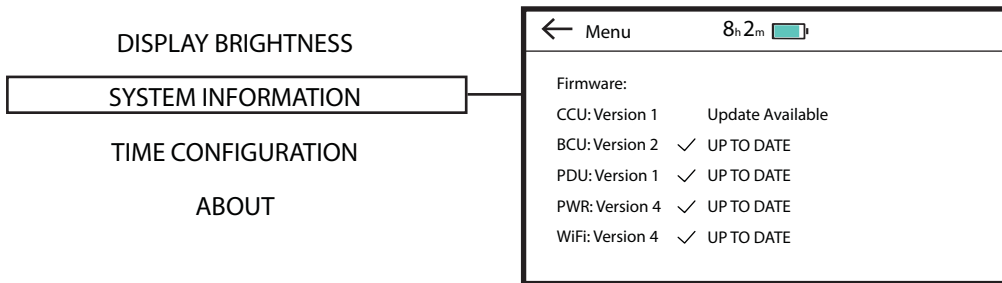 DISPLAY BRIGHTNESS
SYSTEM INFORMATION
TIME CONFIGURATION
ABOUT
Menu 8h2m
Firmware:
CCU: Version 1 Update Available
BCU: Version 2 UP TO DATE
PDU: Version 1 UP TO DATE
PWR: Version 4 UP TO DATE
WiFi: Version 4 UP TO DATE